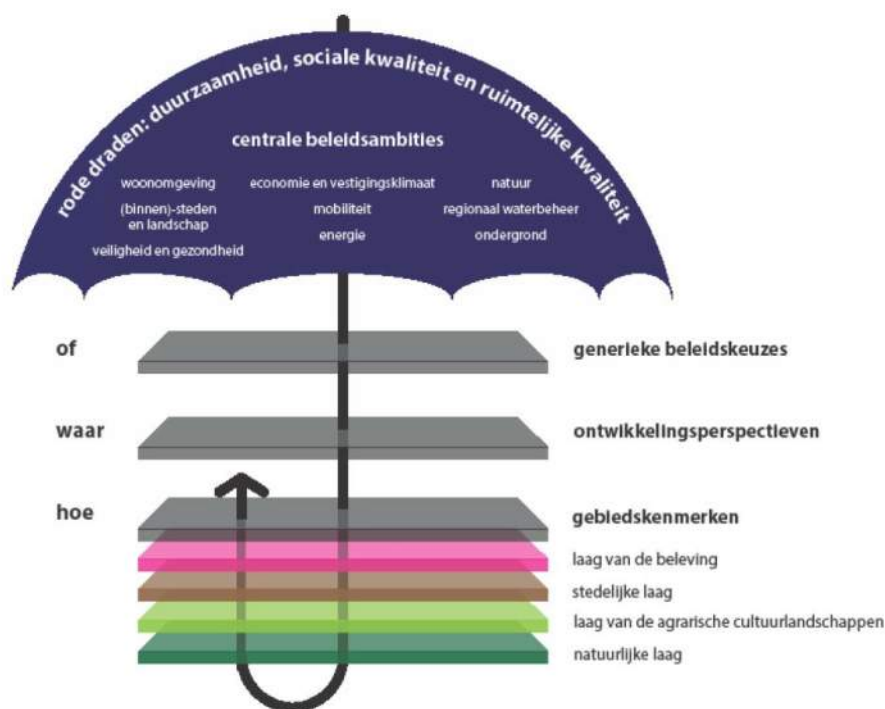 rode draden: duurzaamheid, sociale kwaliteit en ruimtelijke kwaliteit
centrale beleidsambities
woonomgeving
(binnen)-steden
en landschap
veiligheid en gezondheid
economie en vestigingsklimaat
mobiliteit
energie
natuur
regionaal waterbeheer
ondergrond
of
generieke beleidskeuzes
waar
ontwikkelingsperspectieven
hoe
gebiedskenmerken
laag van de beleving
stedelijke laag
laag van de agrarische cultuurlandschappen
natuurlijke laag